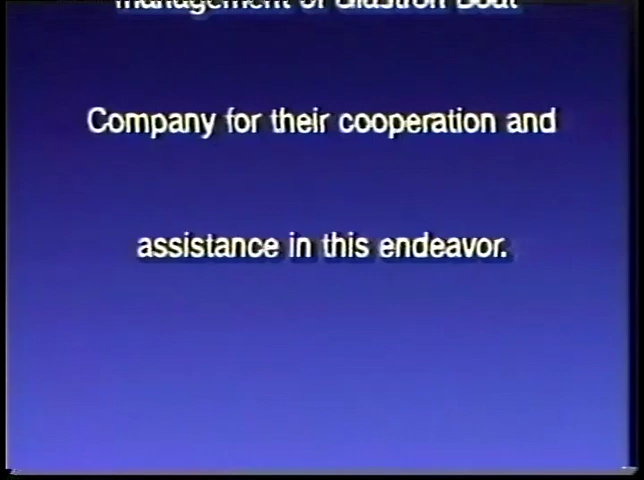 management of Glastron Boat
Company for their cooperation and
assistance in this endeavor.